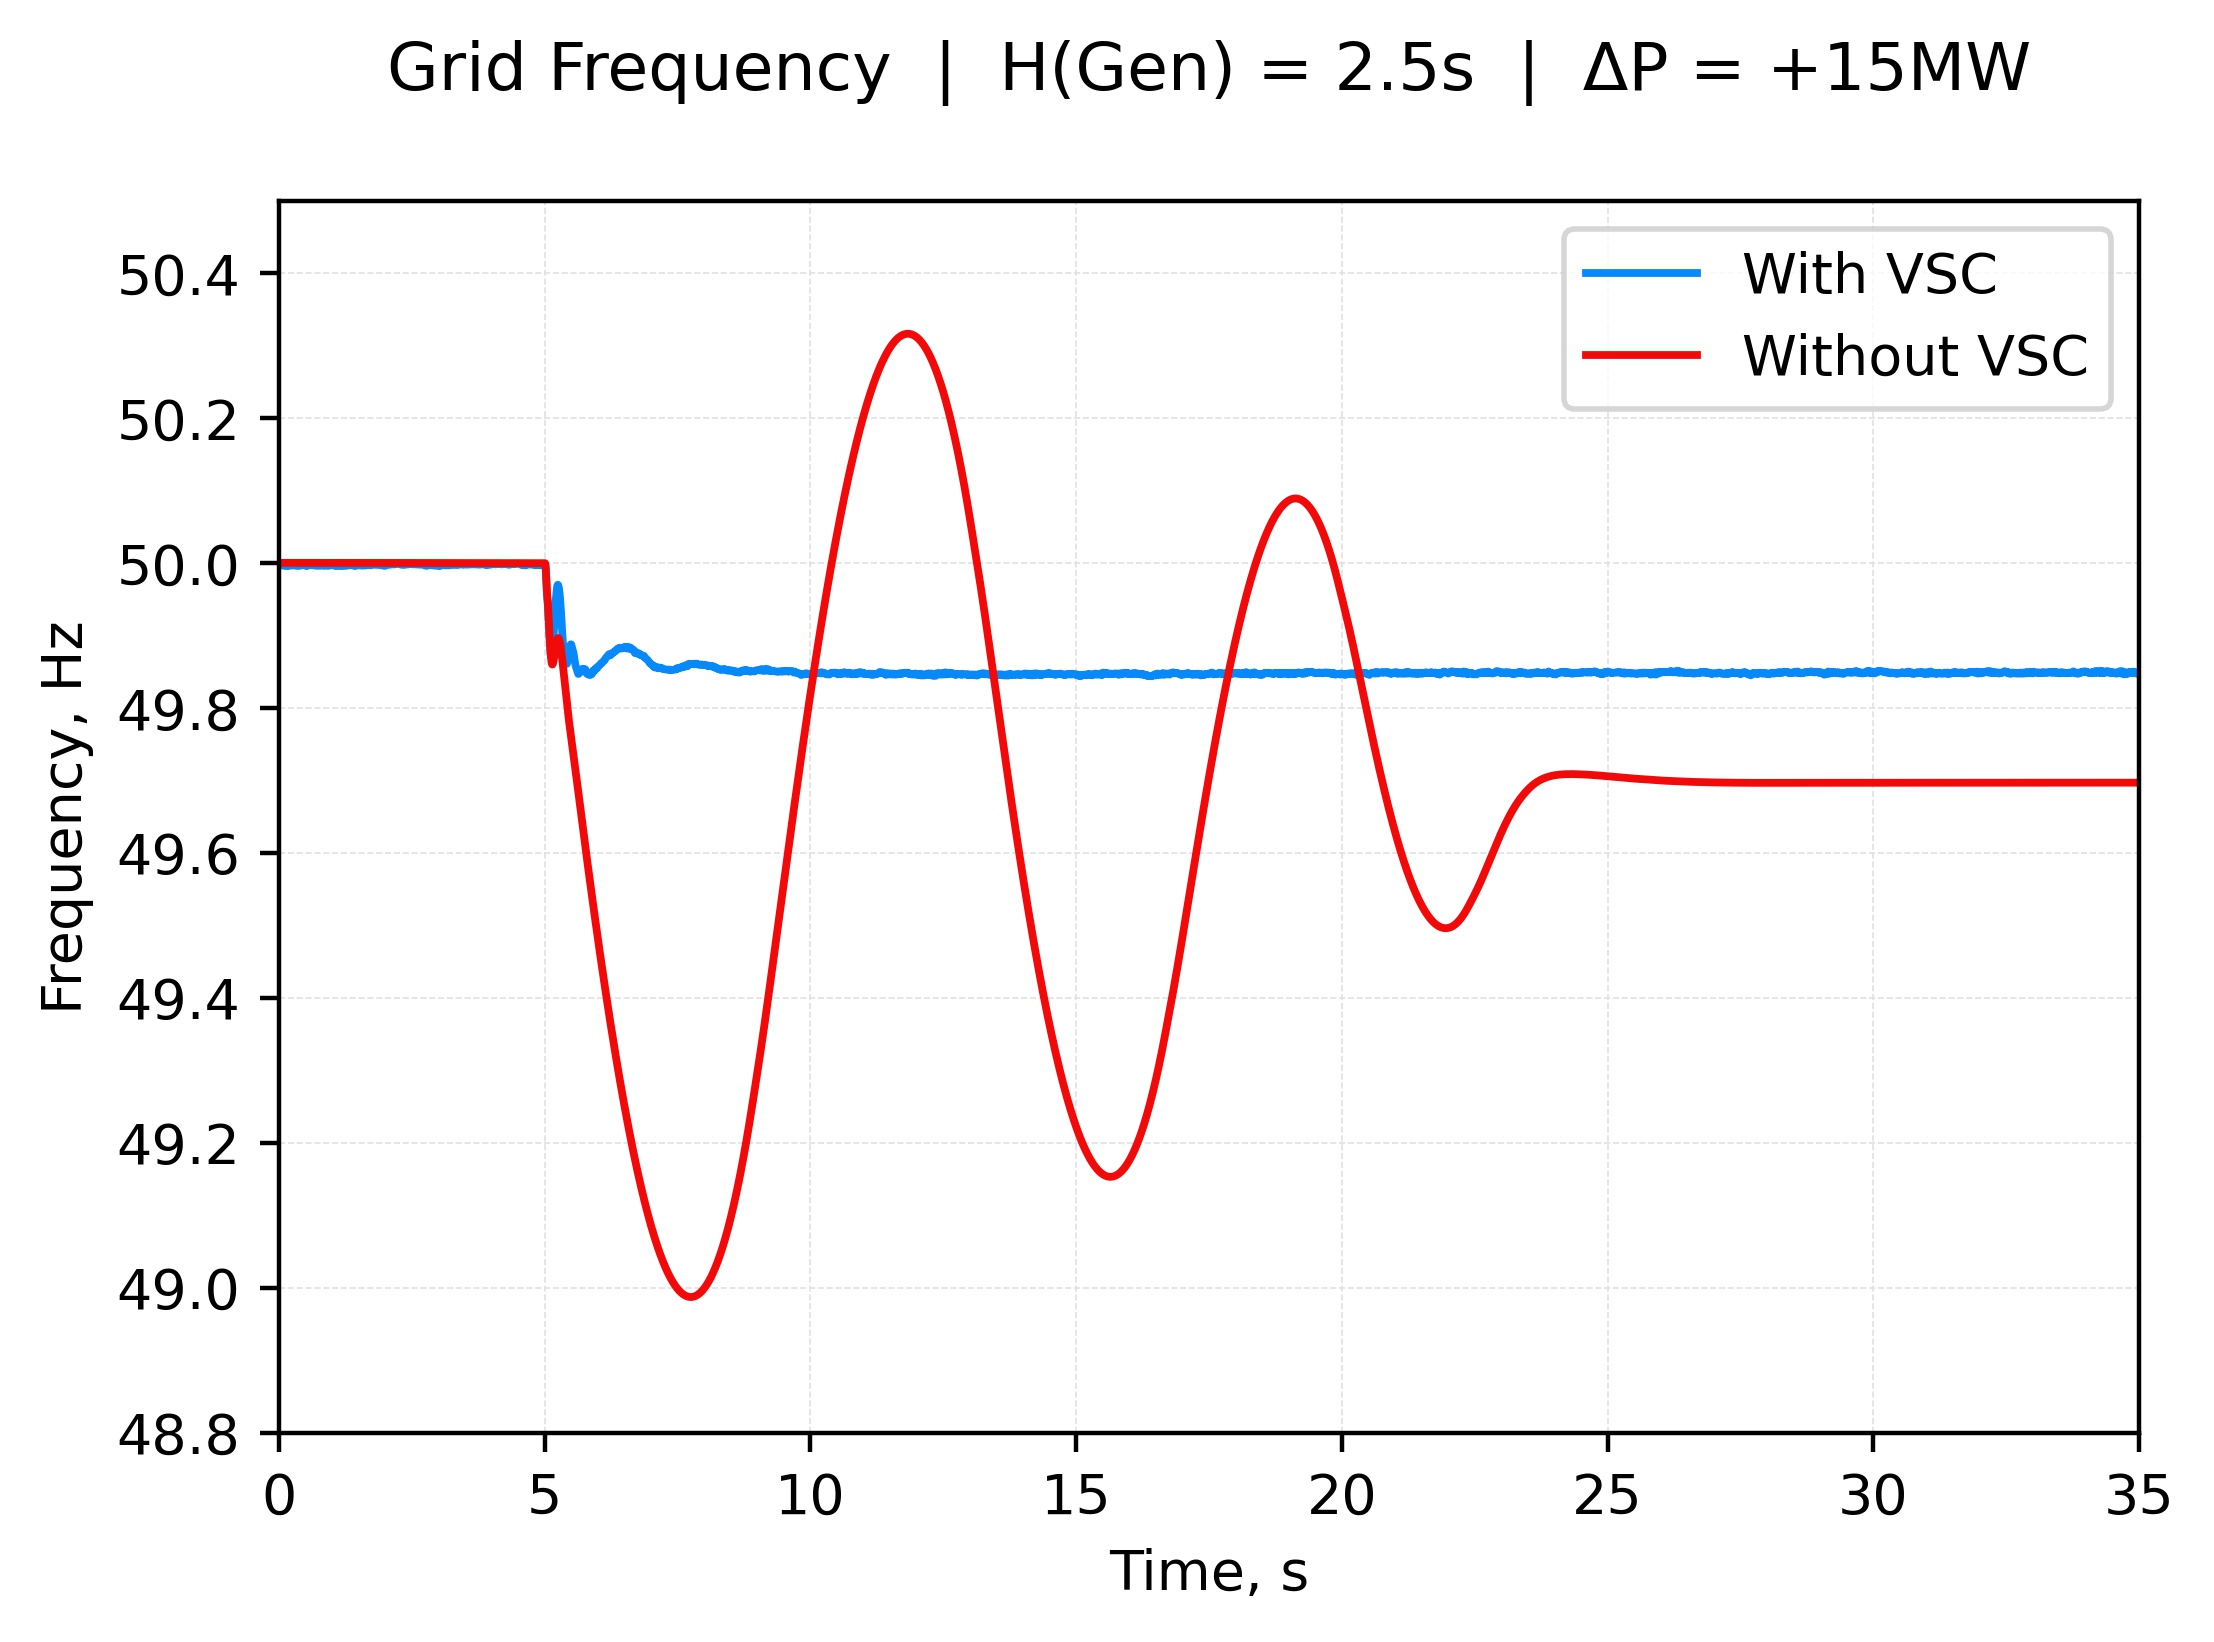 Grid Frequency | H(Gen) = 2.5s | ΔP = +15MW
With VSC
Without VSC
Frequency, Hz
50.4
50.2
50.0
49.8
49.6
49.4
49.2
49.0
48.8
0 5 10 15 20 25 30 35
Time, s